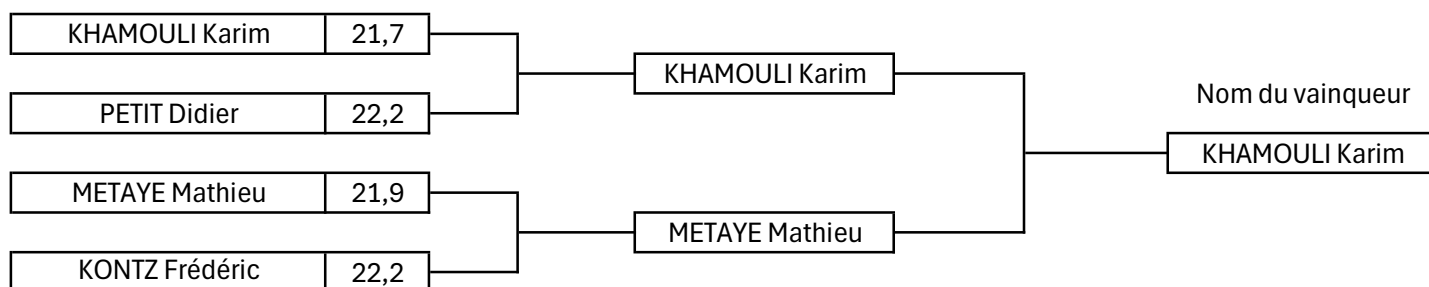 KHAMOULI Karim 21,7
KHAMOULI Karim
Nom du vainqueur
PETIT Didier 22,2
KHAMOULI Karim
METAYE Mathieu 21,9
METAYE Mathieu
KONTZ Frédéric 22,2